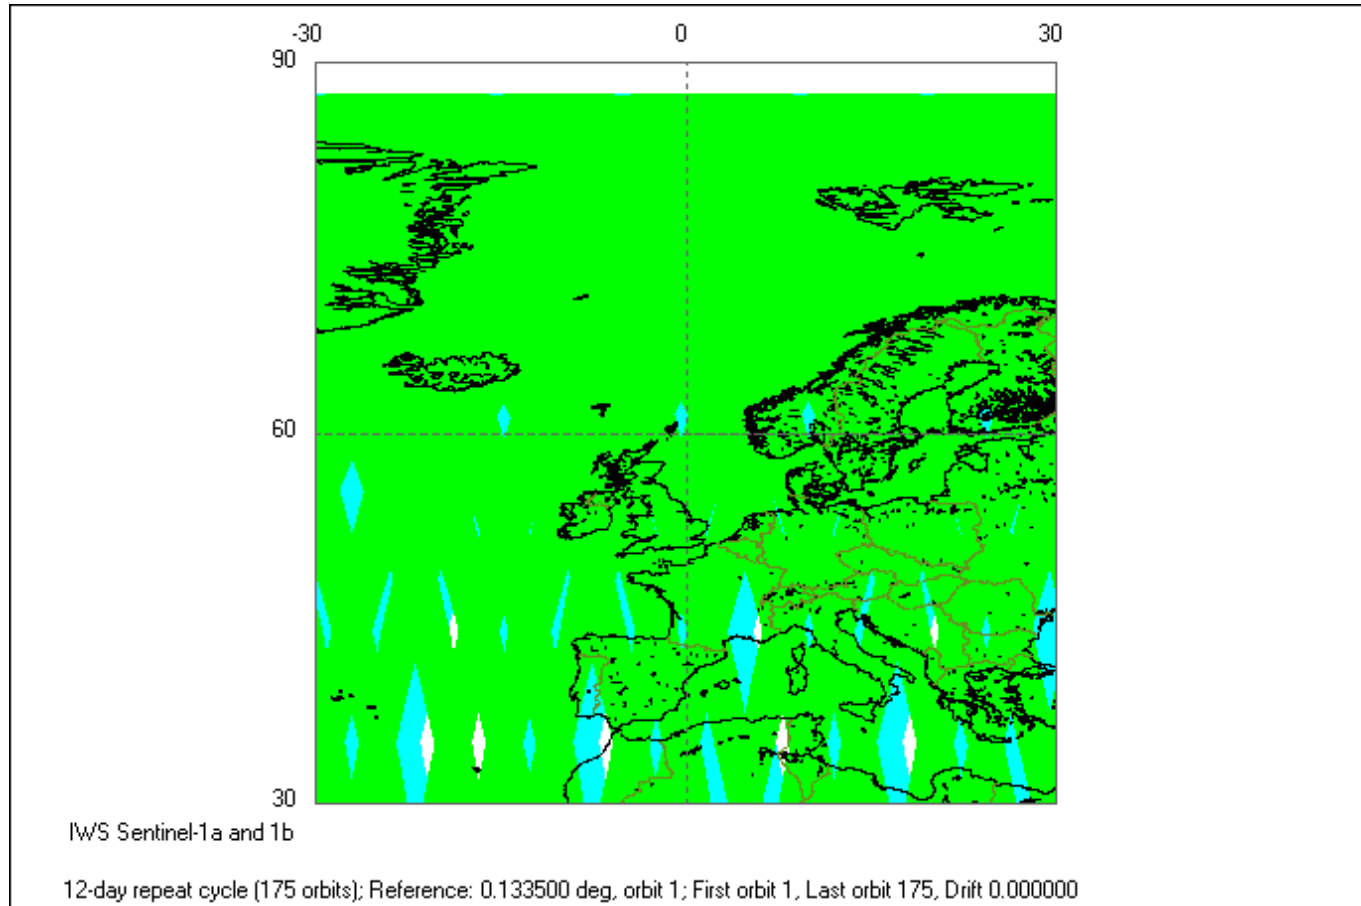 -30 0 30
90
60
30
IWS Sentinel-1a and 1b
12-day repeat cycle (175 orbits); Reference: 0.133500 deg, orbit 1; First orbit 1, Last orbit 175, Drift 0.000000